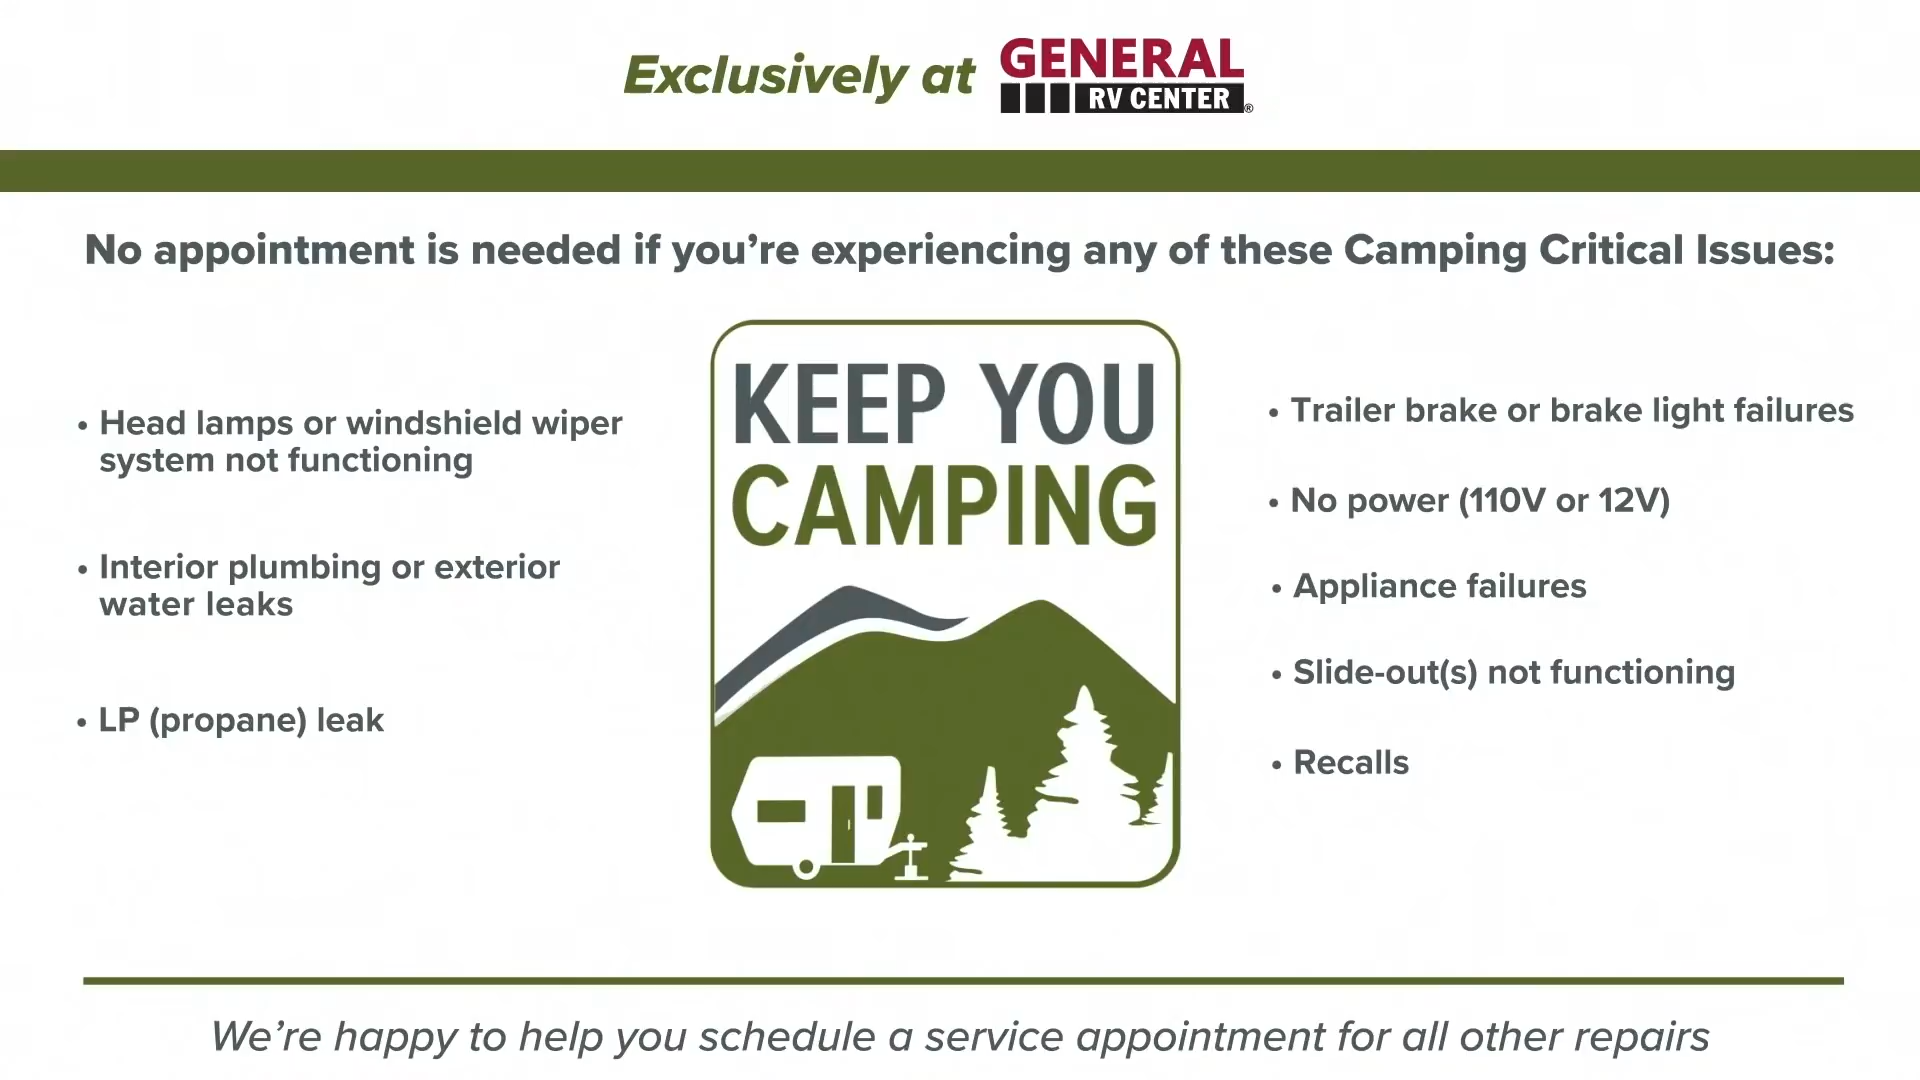 Exclusively at GENERAL
RV CENTER®
No appointment is needed if you’re experiencing any of these Camping Critical Issues:
• Head lamps or windshield wiper
system not functioning
• Interior plumbing or exterior
water leaks
• LP (propane) leak
KEEP YOU
CAMPING
• Trailer brake or brake light failures
• No power (110V or 12V)
• Appliance failures
• Slide-out(s) not functioning
• Recalls
We’re happy to help you schedule a service appointment for all other repairs